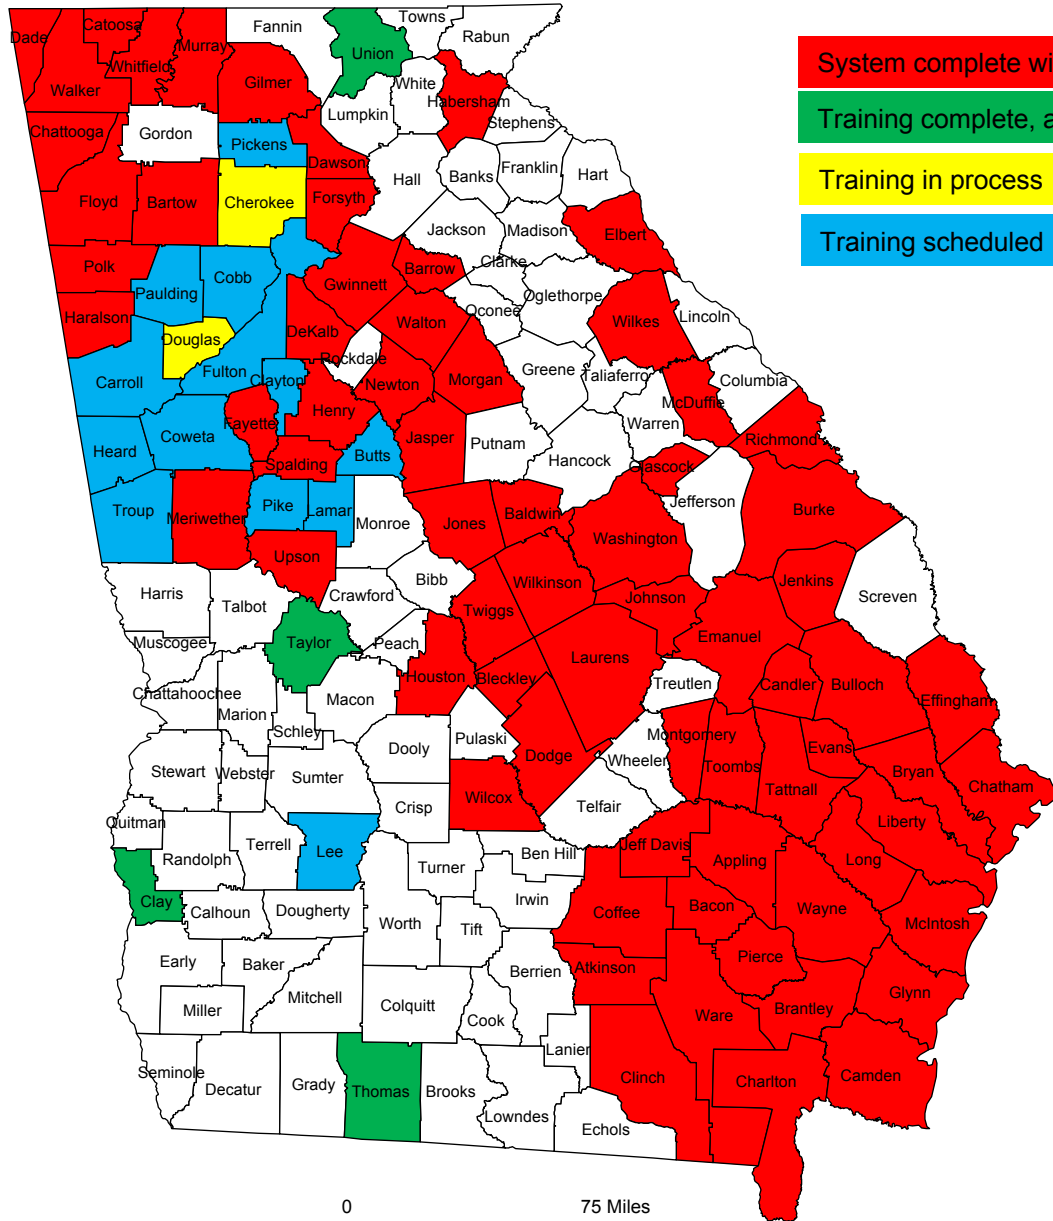 Fannin
Towns
Rabun
Dade
Catoosa
Whitfield
Murray
Union
Walker
Gilmer
White
Habersham
Lumpkin
Stephens
Chattooga
Gordon
Pickens
Dawson
Hall
Banks
Franklin
Hart
Floyd
Bartow
Cherokee
Forsyth
Jackson
Madison
Elbert
Polk
Paulding
Cobb
Gwinnett
Barrow
Clarke
Oconee
Oglethorpe
Wilkes
Lincoln
Haralson
Douglas
DeKalb
Walton
Rockdale
Greene
Taliaferro
Columbia
Carroll
Fulton
Clayton
Newton
Morgan
McDuffie
Warren
Henry
Fayette
Coweta
Heard
Spalding
Butts
Jasper
Putnam
Hancock
Glascock
Richmond
Jefferson
Troup
Meriwether
Pike
Lamar
Monroe
Jones
Baldwin
Washington
Burke
Upson
Bibb
Wilkinson
Jenkins
Screven
Harris
Talbot
Crawford
Twiggs
Johnson
Emanuel
Muscogee
Taylor
Peach
Houston
Bleckley
Laurens
Treutlen
Candler
Bulloch
Effingham
Chattahoochee
Marion
Schley
Macon
Dooly
Pulaski
Dodge
Wheeler
Montgomery
Toombs
Evans
Tattnall
Bryan
Chatham
Stewart
Webster
Sumter
Crisp
Wilcox
Telfair
Liberty
Quitman
Randolph
Terrell
Lee
Turner
Ben Hill
Jeff Davis
Appling
Long
Clay
Calhoun
Dougherty
Worth
Tift
Irwin
Coffee
Bacon
Wayne
McIntosh
Early
Baker
Mitchell
Miller
Colquitt
Berrien
Cook
Atkinson
Pierce
Ware
Brantley
Glynn
Seminole
Decatur
Grady
Thomas
Brooks
Lowndes
Lanier
Echols
Clinch
Charlton
Camden
System complete wi
Training complete, a
Training in process
Training scheduled
0 75 Miles